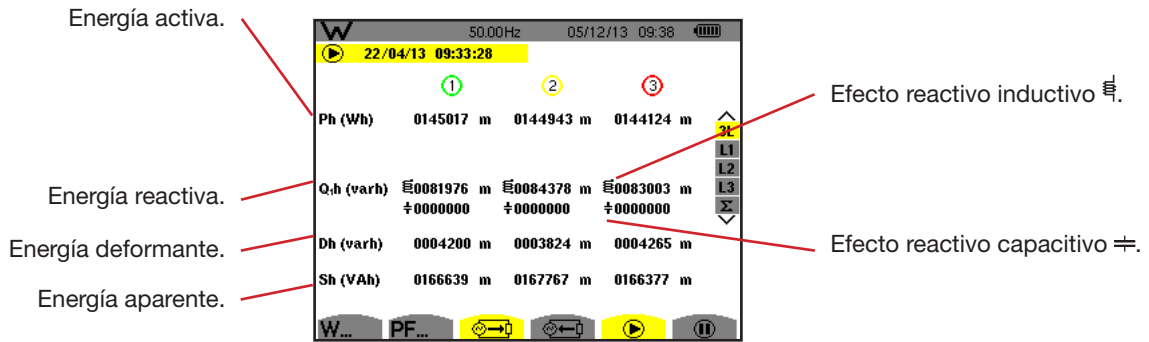 Energía activa.
W 50.00Hz 05/12/13 09:38
22/04/13 09:33:28
1 2 3
Efecto reactivo inductivo.
Ph (Wh) 0145017 m 0144943 m 0144124 m
3L
L1
L2
L3
Σ
Energía reactiva.
Q₁h (varh) 0081976 m 0084378 m 0083003 m
0000000 0000000 0000000
Energía deformante.
Dh (varh) 0004200 m 0003824 m 0004265 m
Efecto reactivo capacitivo.
Energía aparente.
Sh (VAh) 0166639 m 0167767 m 0166377 m
W... PF...